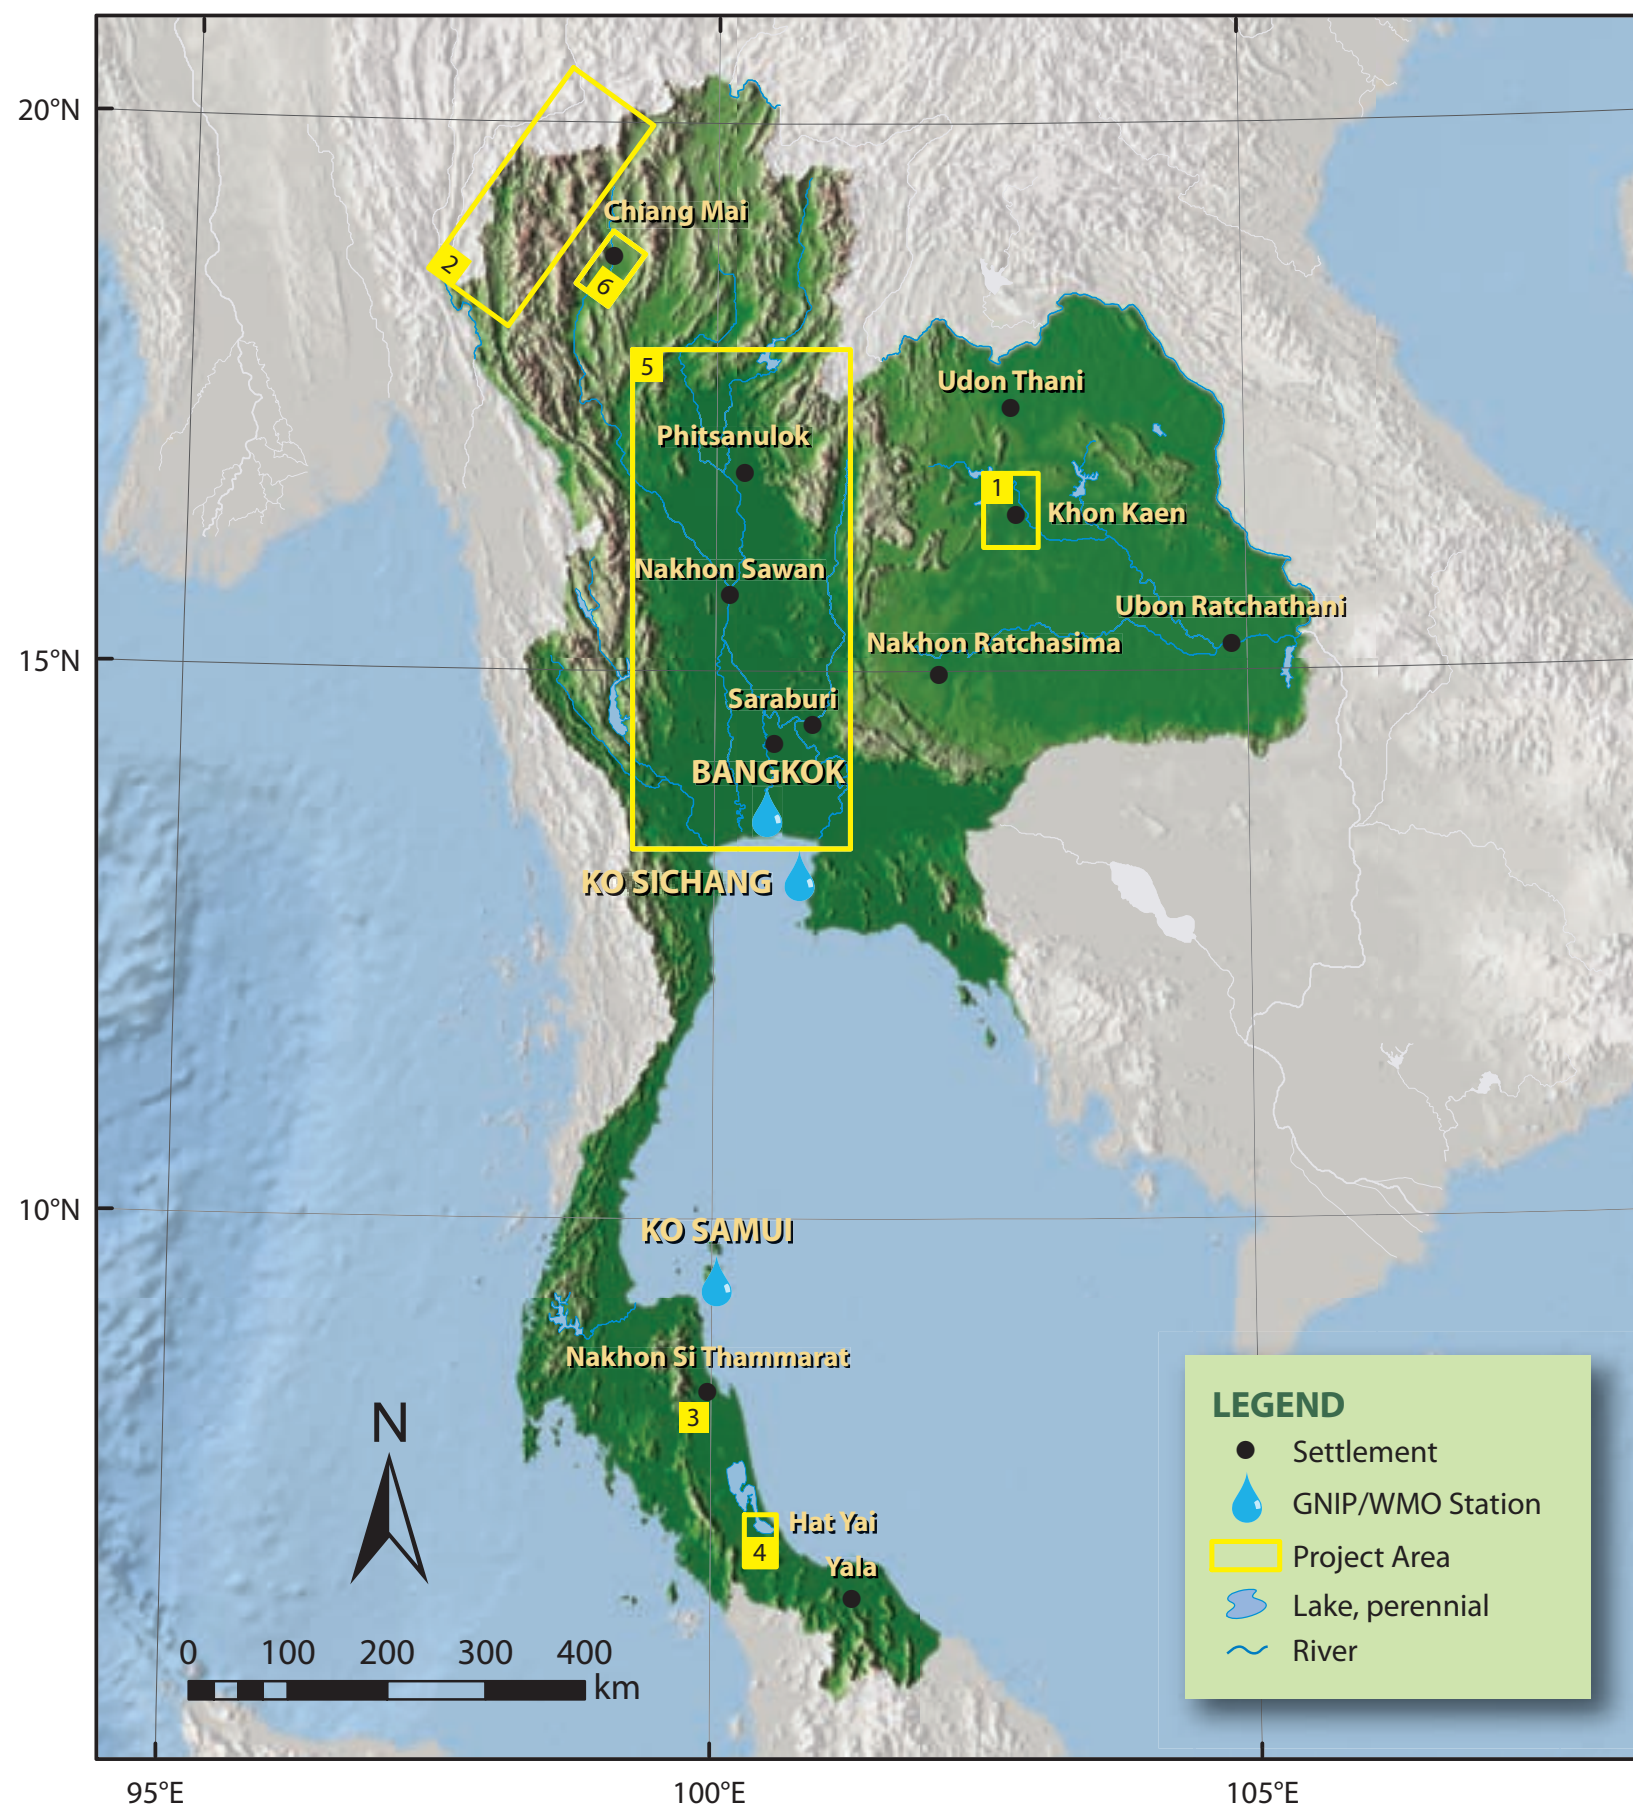 20°N
15°N
10°N
95°E
100°E
105°E
2
Chiang Mai
6
5
Udon Thani
Phitsanulok
1
Khon Kaen
Nakhon Sawan
Ubon Ratchathani
Nakhon Ratchasima
Saraburi
BANGKOK
KO SICHANG
KO SAMUI
Nakhon Si Thammarat
3
Hat Yai
4
Yala
N
0 100 200 300 400
km
LEGEND
Settlement
GNIP/WMO Station
Project Area
Lake, perennial
River